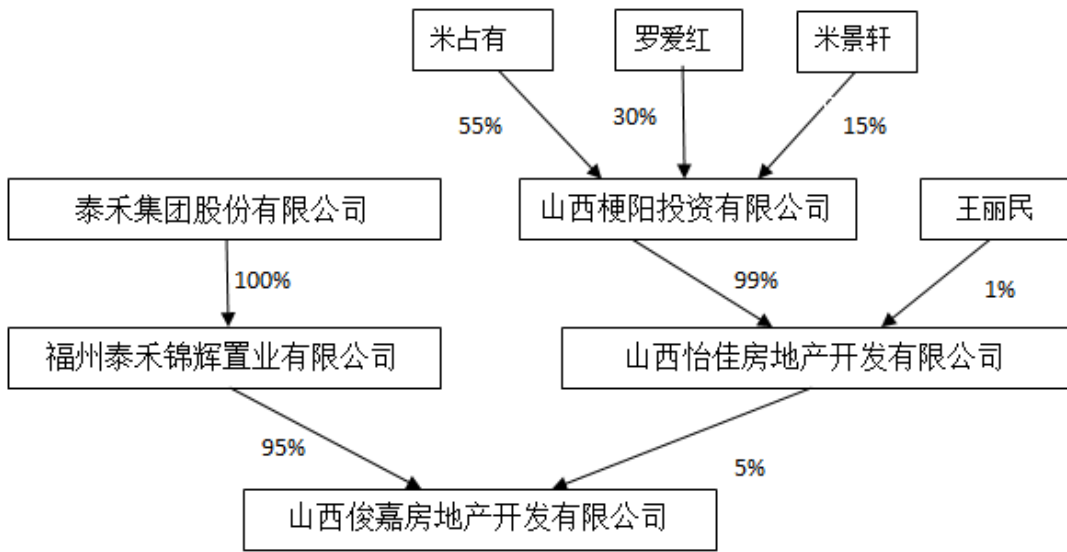 米占有
罗爱红
米景轩
55%
30%
15%
泰禾集团股份有限公司
山西梗阳投资有限公司
王丽民
100%
99%
1%
福州泰禾锦辉置业有限公司
山西怡佳房地产开发有限公司
95%
5%
山西俊嘉房地产开发有限公司